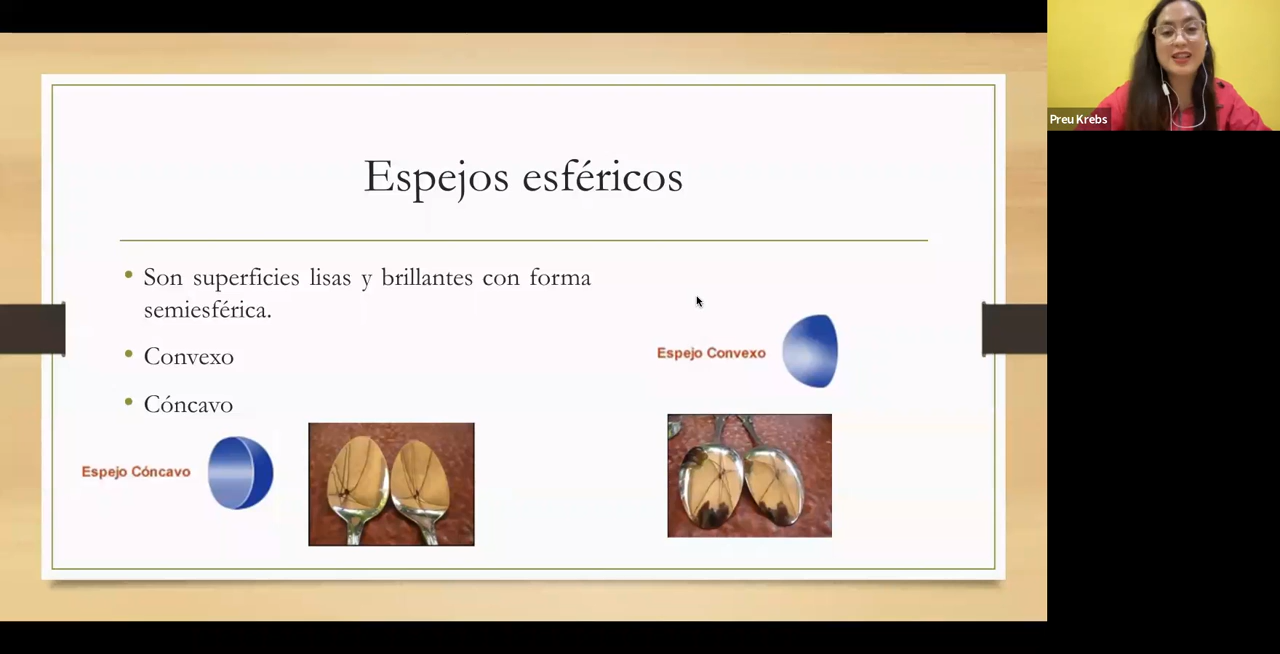 Espejos esféricos
• Son superficies lisas y brillantes con forma
semiesférica.
• Convexo
• Cóncavo
Espejo Cóncavo
Espejo Convexo
Preu Krebs